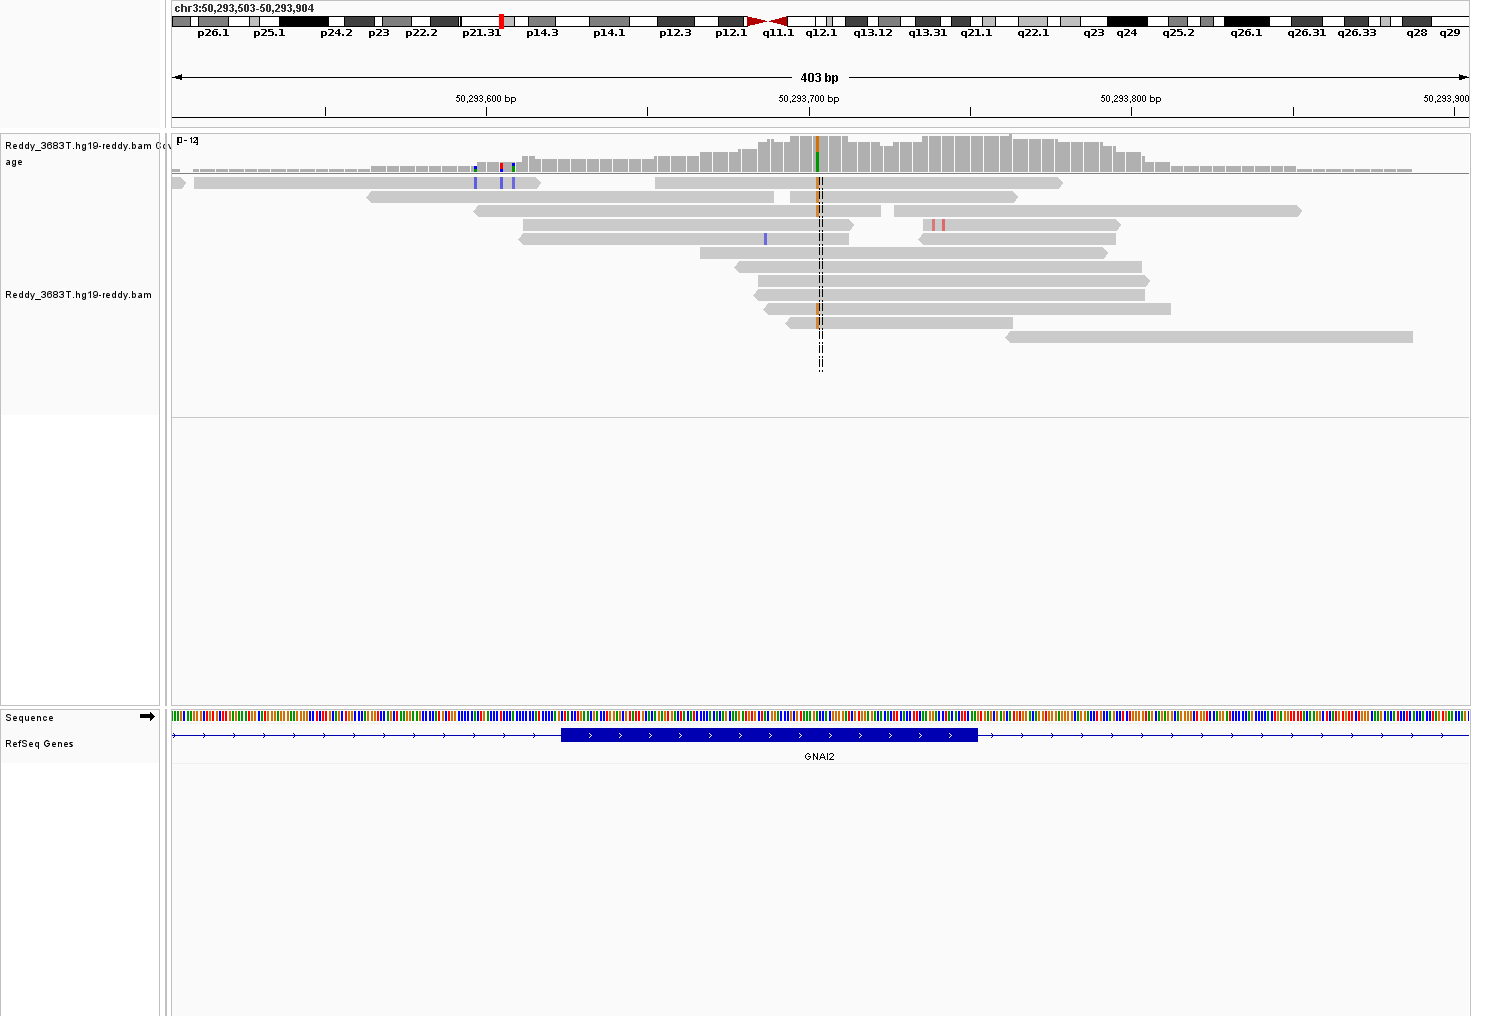 chr3:50,293,503-50,293,904
p26.1 p25.1 p24.2 p23 p22.2 p21.31 p14.3 p14.1 p12.3 p12.1 q11.1 q12.1 q13.12 q13.31 q21.1 q22.1 q23 q24 q25.2 q26.1 q26.31 q26.33 q28 q29
403 bp
50,293,600 bp 50,293,700 bp 50,293,800 bp 50,293,900
Reddy_3683T.hg19-reddy.bam Cov
age
[0 - 12]
Reddy_3683T.hg19-reddy.bam
Sequence
RefSeq Genes
GNAI2